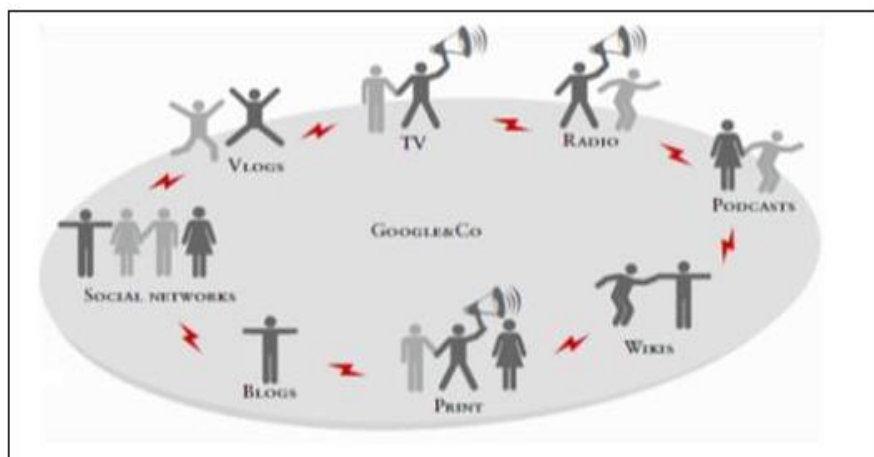 TV
RADIO
VLOGS
PODCASTS
GOOGLE&CO
SOCIAL NETWORKS
WIKIS
BLOGS
PRINT